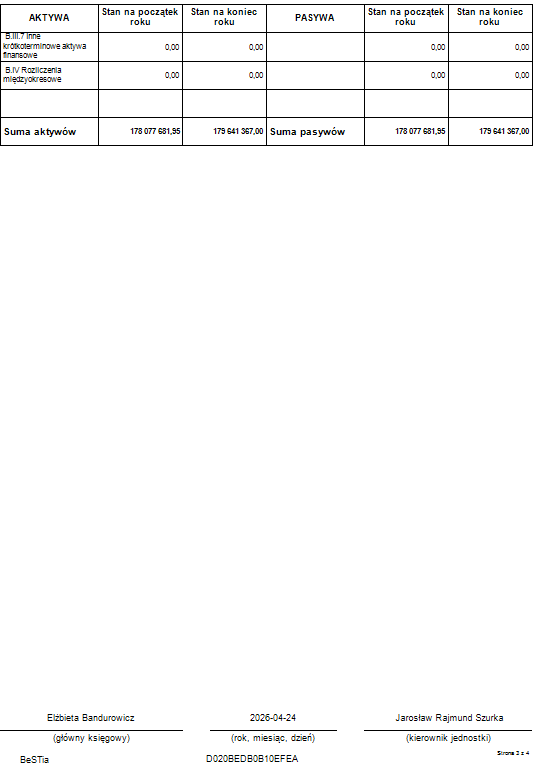 AKTYWA Stan na początek roku Stan na koniec roku PASYWA Stan na początek roku Stan na koniec roku
B.III.7 Inne krótkoterminowe aktywa finansowe 0,00 0,00 0,00 0,00
B.IV Rozliczenia międzyokresowe 0,00 0,00 0,00 0,00
Suma aktywów 178 077 681,95 179 641 367,00 Suma pasywów 178 077 681,95 179 641 367,00
Elżbieta Bandurowicz 2026-04-24 Jarosław Rajmund Szurka
(główny księgowy) (rok, miesiąc, dzień) (kierownik jednostki)
BeSTia D020BEDB0B10EFEA Strona 3 z 4